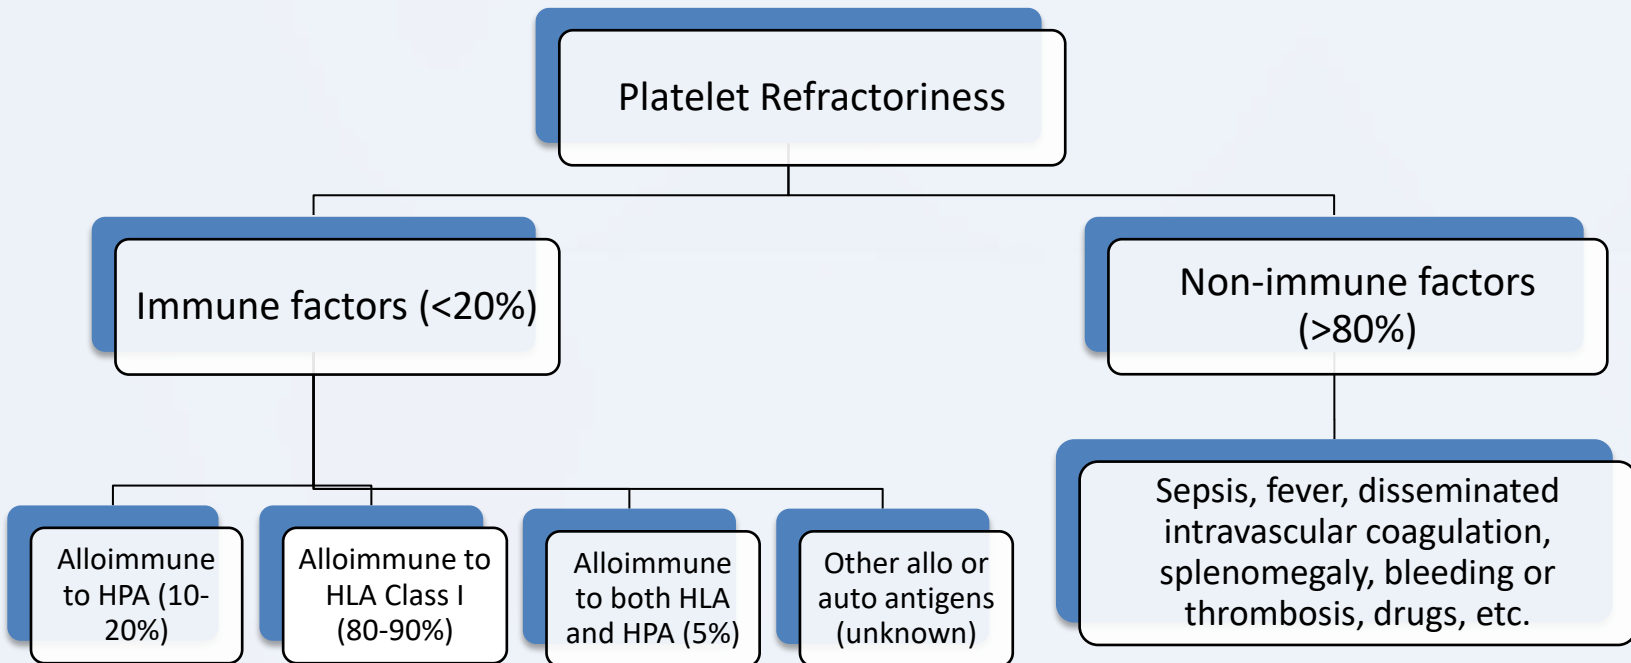 Platelet Refractoriness
Immune factors (<20%)
Non-immune factors
(>80%)
Alloimmune
to HPA (10-
20%)
Alloimmune to
HLA Class I
(80-90%)
Alloimmune
to both HLA
and HPA (5%)
Other allo or
auto antigens
(unknown)
Sepsis, fever, disseminated
intravascular coagulation,
splenomegaly, bleeding or
thrombosis, drugs, etc.